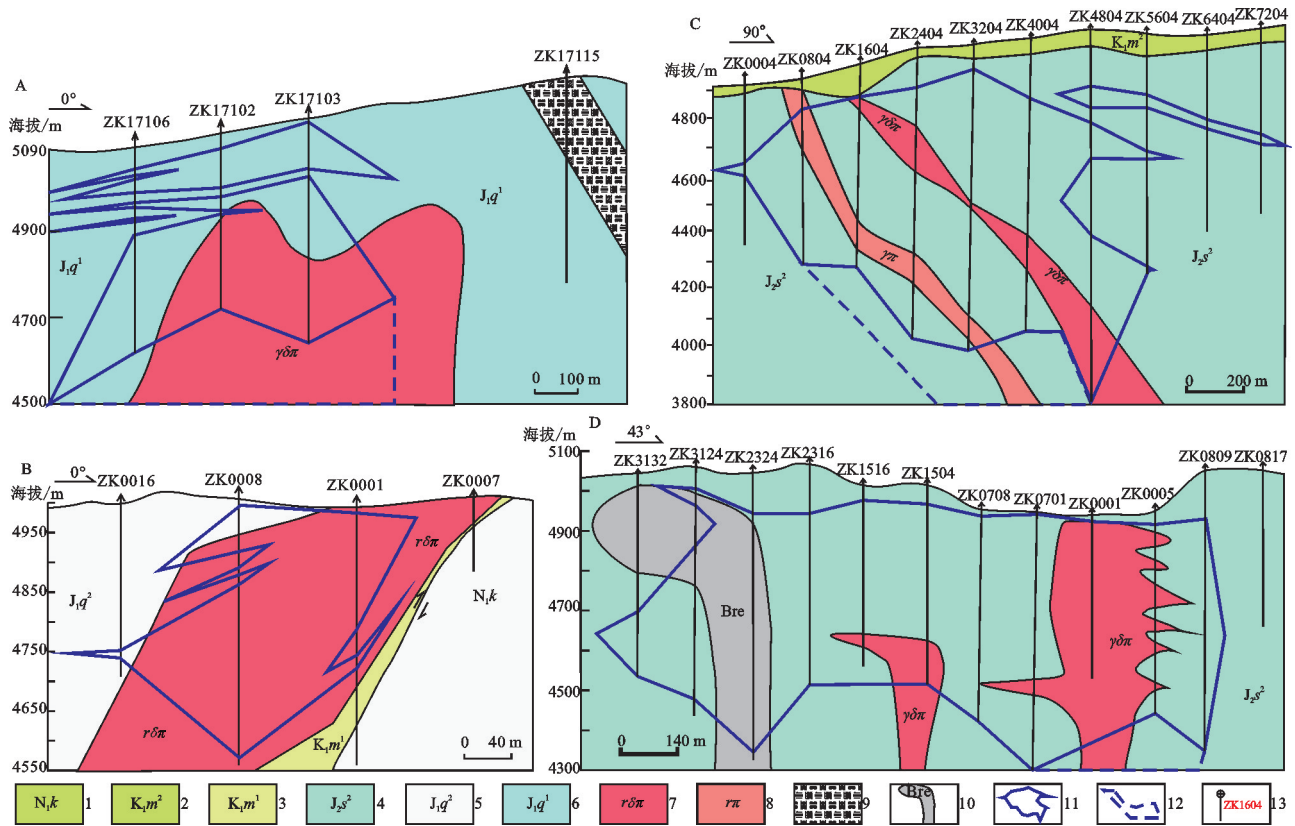 A
0°
海拔/m
5090
4900
4700
4500
ZK17106
ZK17102
ZK17103
ZK17115
J₁q¹
J₁q¹
γδπ
0 100 m
C
90°
海拔/m
4800
4600
4400
4200
4000
3800
ZK0004
ZK0804
ZK1604
ZK2404
ZK3204
ZK4004
ZK4804
ZK5604
ZK6404
ZK7204
K₁m²
γδπ
γπ
γδπ
J₂s²
J₂s²
0 200 m
B
0°
海拔/m
4950
4850
4750
4650
4550
ZK0016
ZK0008
ZK0001
ZK0007
J₁q²
rδπ
rδπ
N₁k
K₁m¹
0 40 m
D
43°
海拔/m
5100
4900
4700
4500
4300
ZK3132
ZK3124
ZK2324
ZK2316
ZK1516
ZK1504
ZK0708
ZK0701
ZK0001
ZK0005
ZK0809
ZK0817
Bre
γδπ
γδπ
J₂s²
0 140 m
N₁k 1
K₁m² 2
K₁m¹ 3
J₂s² 4
J₁q² 5
J₁q¹ 6
rδπ 7
rπ 8
9
Bre 10
11
12
ZK1604 13